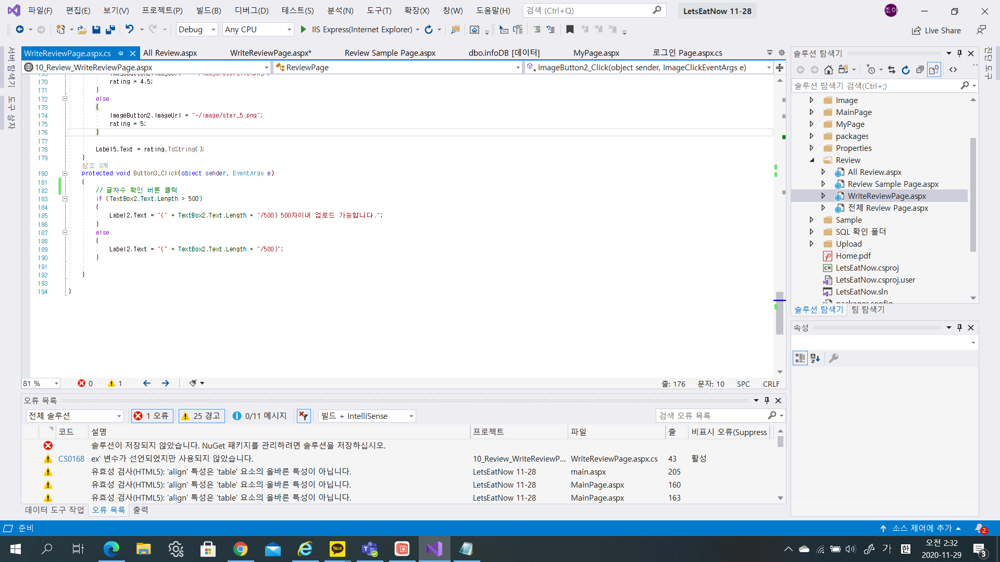 파일(F) 편집(E) 보기(V) 프로젝트(P) 빌드(B) 디버그(D) 테스트(S) 분석(N) 도구(T) 확장(X) 창(W) 도움말(H) 검색 (Ctrl+Q) LetsEatNow 11-28 조이
Debug Any CPU IIS Express(Internet Explorer) Live Share
WriteReviewPage.aspx.cs All Review.aspx WriteReviewPage.aspx* Review Sample Page.aspx dbo.infoDB [데이터] MyPage.aspx 로그인 Page.aspx.cs
10_Review_WriteReviewPage.aspx ReviewPage ImageButton2_Click(object sender, ImageClickEventArgs e)
서버 탐색기
도구 상자
170 rating = 4.5;
171 }
172 else
173 {
174 ImageButton2.ImageUrl = "~/image/star_5.png";
175 rating = 5;
176 }
177
178 Label5.Text = rating.ToString();
179 }
참조 0개
180 protected void Button3_Click(object sender, EventArgs e)
181 {
182 // 글자수 확인 버튼 클릭
183 if (TextBox2.Text.Length > 500)
184 {
185 Label2.Text = "(" + TextBox2.Text.Length + "/500) 500자이내 업로드 가능합니다.";
186 }
187 else
188 {
189 Label2.Text = "(" + TextBox2.Text.Length + "/500)";
190 }
191
192 }
193
194 }
81 % 0 1 줄: 176 문자: 10 SPC CRLF
오류 목록
전체 솔루션 1 오류 25 경고 0/11 메시지 빌드 + IntelliSense 검색 오류 목록
코드 설명 프로젝트 파일 줄 비표시 오류(Suppress
솔루션이 저장되지 않았습니다. NuGet 패키지를 관리하려면 솔루션을 저장하십시오.
CS0168 ex' 변수가 선언되었지만 사용되지 않았습니다. 10_Review_WriteReviewP... WriteReviewPage.aspx.cs 43 활성
유효성 검사(HTML5): 'align' 특성은 'table' 요소의 올바른 특성이 아닙니다. LetsEatNow 11-28 main.aspx 205
유효성 검사(HTML5): 'align' 특성은 'table' 요소의 올바른 특성이 아닙니다. LetsEatNow 11-28 MainPage.aspx 160
유효성 검사(HTML5): 'align' 특성은 'table' 요소의 올바른 특성이 아닙니다. LetsEatNow 11-28 MainPage.aspx 163
데이터 도구 작업 오류 목록 출력
솔루션 탐색기
솔루션 탐색기 검색(Ctrl+;)
Image
MainPage
MyPage
packages
Properties
Review
All Review.aspx
Review Sample Page.aspx
WriteReviewPage.aspx
전체 Review Page.aspx
Sample
SQL 확인 폴더
Upload
Home.pdf
LetsEatNow.csproj
LetsEatNow.csproj.user
LetsEatNow.sln
packages.config
솔루션 탐색기 팀 탐색기
속성
진단 도구
준비 소스 제어에 추가 2
TALK 가 한 오전 2:32
2020-11-29 3